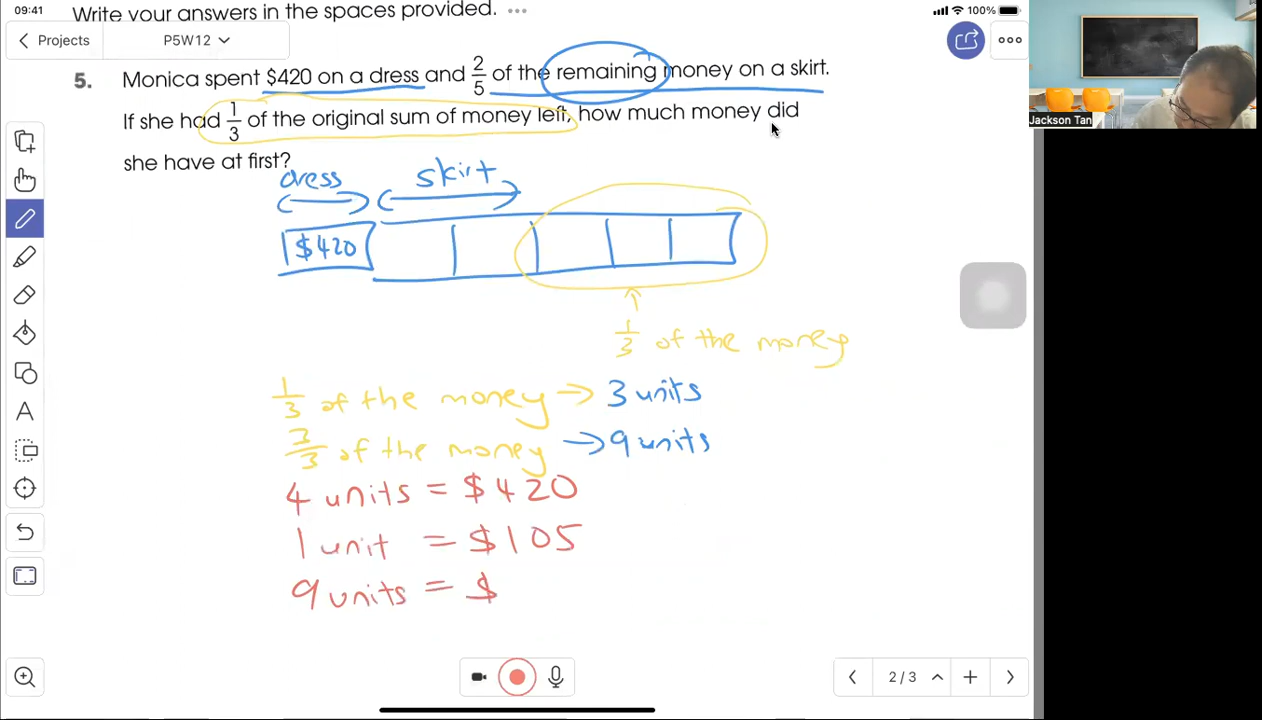 09:41
100%
Write your answers in the spaces provided.
Projects
P5W12
5. Monica spent $420 on a dress and 2/5 of the remaining money on a skirt.
If she had 1/3 of the original sum of money left, how much money did
she have at first?
Jackson Tan
dress
skirt
$420
1/3 of the money
1/3 of the money → 3 units
3/3 of the money → 9 units
4 units = $420
1 unit = $105
9 units = $
A
2 / 3